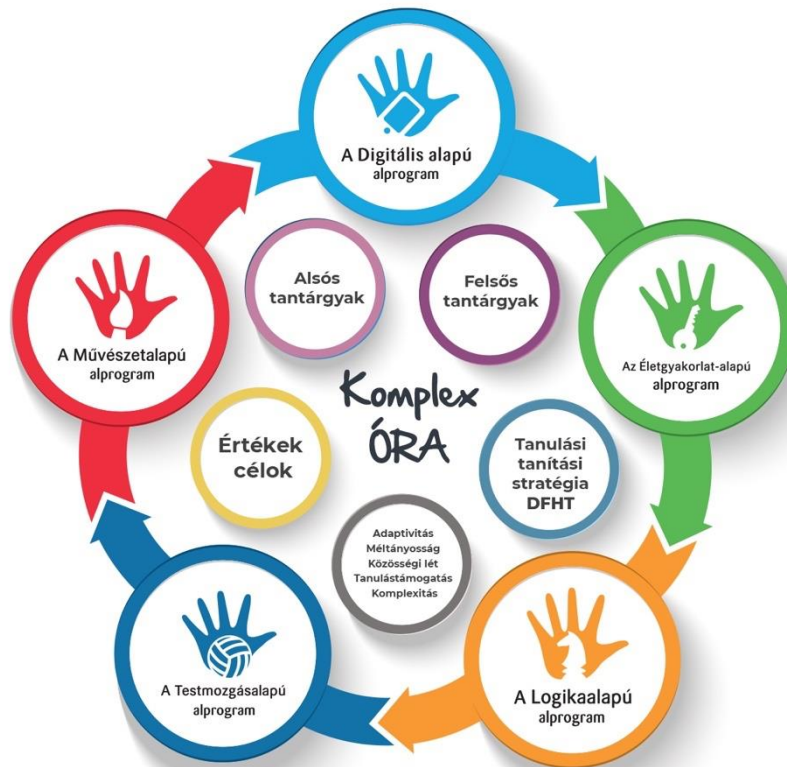 A Digitális alapú
alprogram
Alsós
tantárgyak
Felsős
tantárgyak
A Művészetalapú
alprogram
Az Életgyakorlat-alapú
alprogram
Komplex
ÓRA
Értékek
célok
Tanulási
tanítási
stratégia
DFHT
Adaptivitás
Méltányosság
Közösségi lét
Tanulástámogatás
Komplexitás
A Testmozgásalapú
alprogram
A Logikaalapú
alprogram